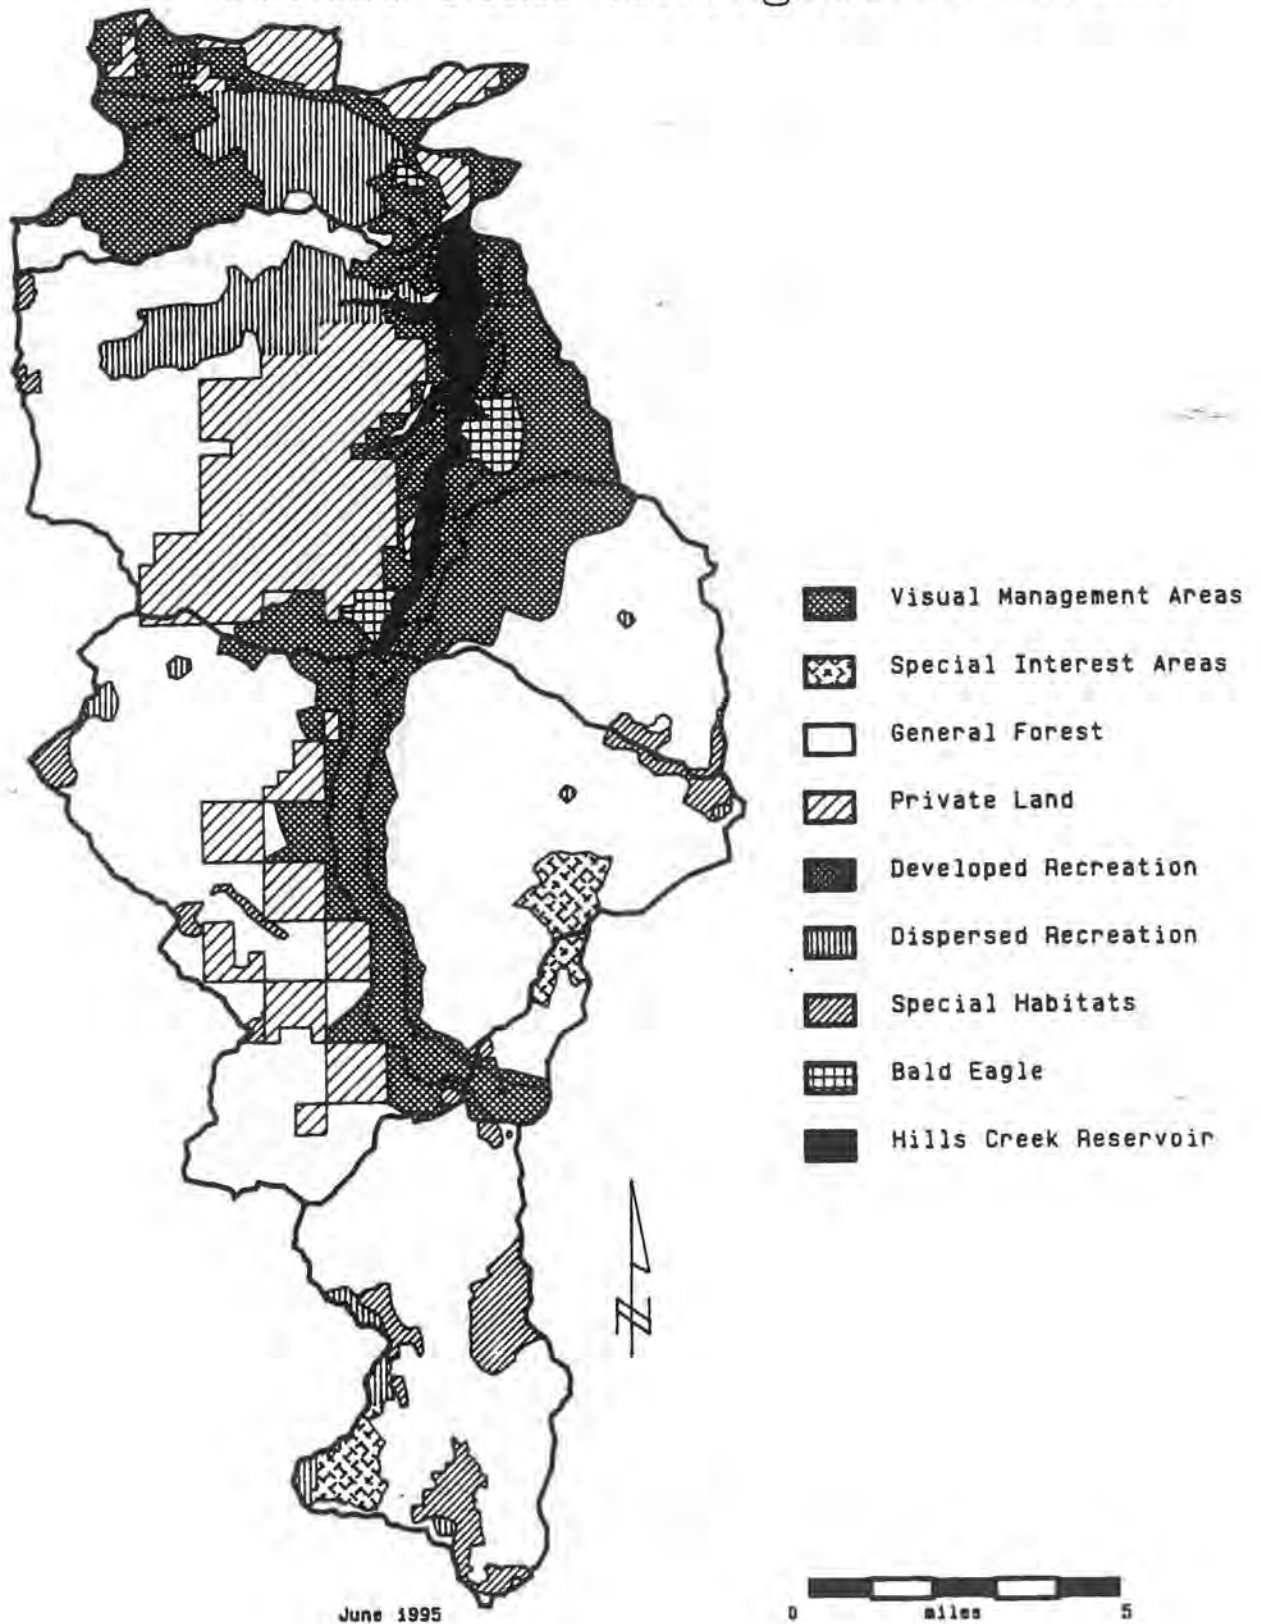 Visual Management Areas
Special Interest Areas
General Forest
Private Land
Developed Recreation
Dispersed Recreation
Special Habitats
Bald Eagle
Hills Creek Reservoir
N
June 1995
0 miles 5